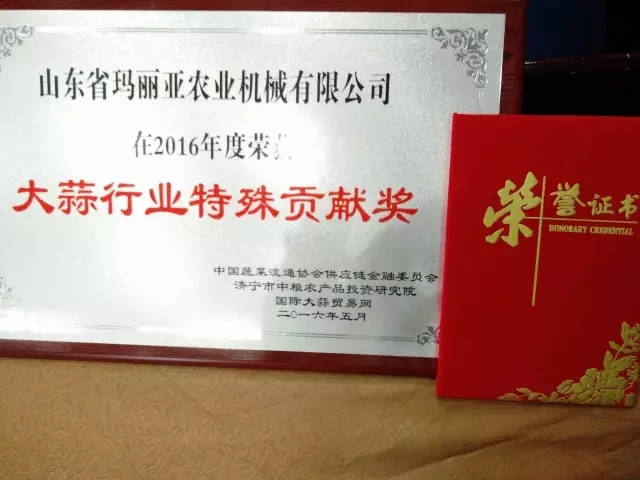 山东省玛丽亚农业机械有限公司
在2016年度荣获
大蒜行业特殊贡献奖
中国蔬菜流通协会供应链金融委员会
济宁市中粮农产品投资研究院
国际大蒜贸易网
二〇一六年五月
荣誉证书
HONORARY CREDENTIAL